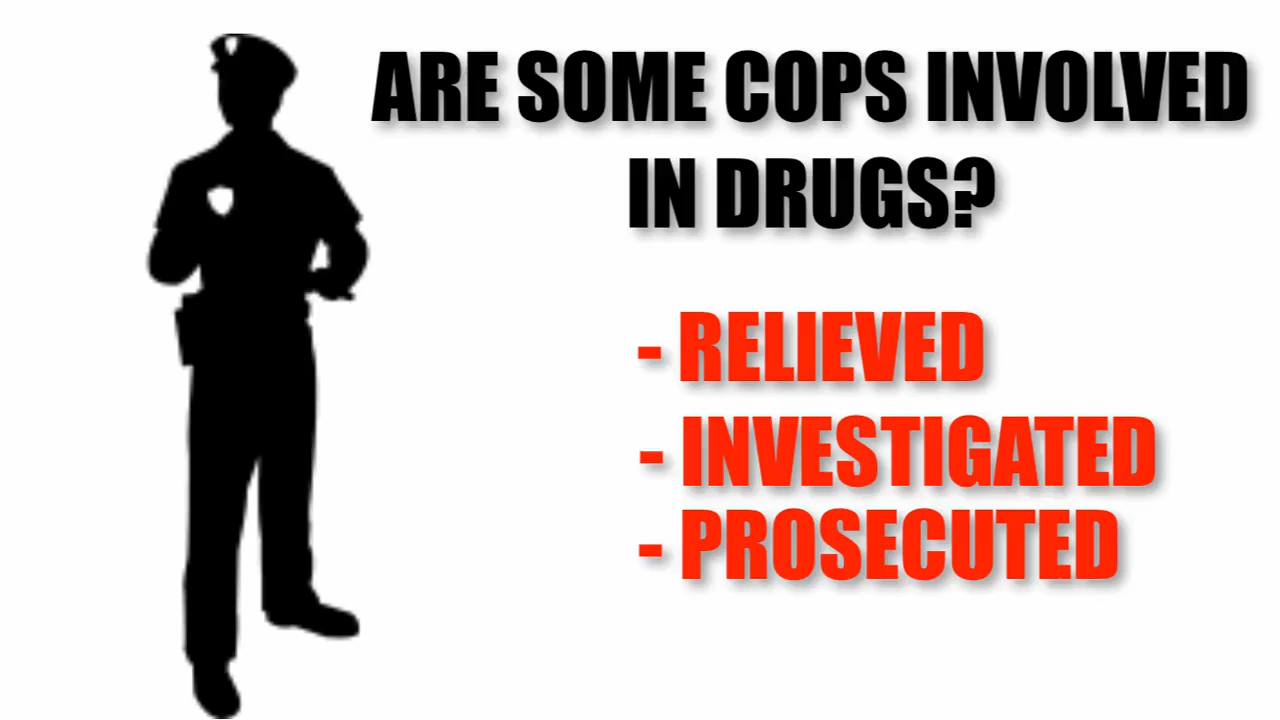 ARE SOME COPS INVOLVED
IN DRUGS?
- RELIEVED
- INVESTIGATED
- PROSECUTED